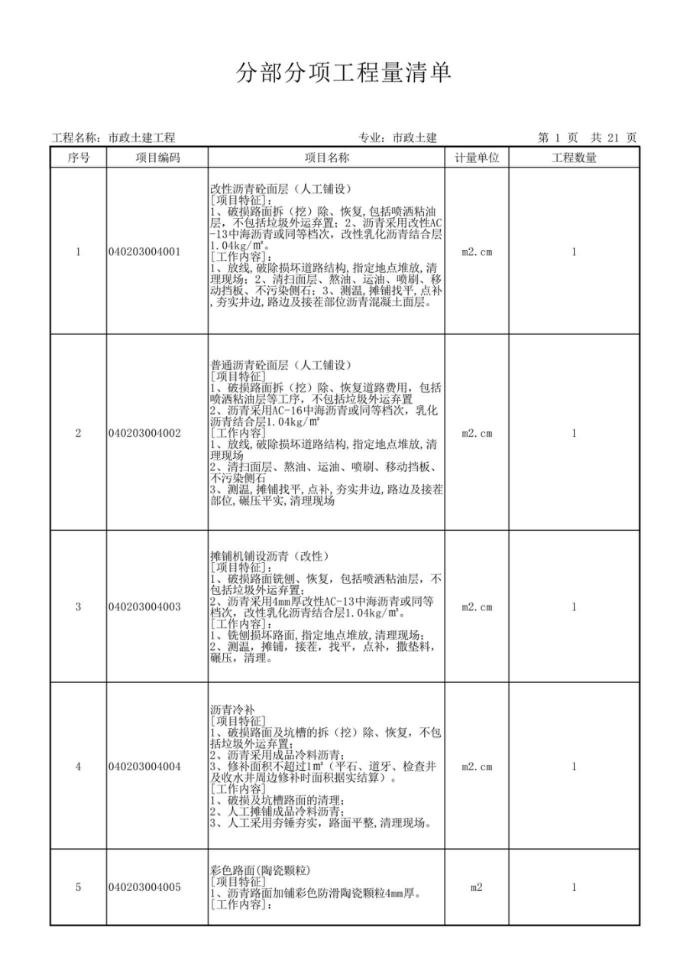 分部分项工程量清单
工程名称：市政土建工程 专业：市政土建 第 1 页 共 21 页
序号 项目编码 项目名称 计量单位 工程数量
1 040203004001 m2.cm 1
改性沥青砼面层（人工铺设）
[项目特征]：
1、破损路面拆（挖）除、恢复,包括喷洒粘油
层，不包括垃圾外运弃置；2、沥青采用改性AC
-13中海沥青或同等档次，改性乳化沥青结合层
1.04kg/㎡。
[工作内容]：
1、放线,破除损坏道路结构,指定地点堆放,清
理现场；2、清扫面层、熬油、运油、喷刷、移
动挡板、不污染侧石；3、测温,摊铺找平,点补
,夯实井边,路边及接茬部位沥青混凝土面层。
2 040203004002 m2.cm 1
普通沥青砼面层（人工铺设）
[项目特征]
1、破损路面拆（挖）除、恢复道路费用，包括
喷洒粘油层等工序，不包括垃圾外运弃置
2、沥青采用AC-16中海沥青或同等档次，乳化
沥青结合层1.04kg/㎡
[工作内容]
1、放线,破除损坏道路结构,指定地点堆放,清
理现场
2、清扫面层、熬油、运油、喷刷、移动挡板、
不污染侧石
3、测温,摊铺找平,点补,夯实井边,路边及接茬
部位,碾压平实,清理现场
3 040203004003 m2.cm 1
摊铺机铺设沥青（改性）
[项目特征]：
1、破损路面铣刨、恢复，包括喷洒粘油层，不
包括垃圾外运弃置；
2、沥青采用4mm厚改性AC-13中海沥青或同等
档次，改性乳化沥青结合层1.04kg/㎡。
[工作内容]：
1、铣刨损坏路面,指定地点堆放,清理现场；
2、测温，摊铺，接茬，找平，点补，撒垫料，
碾压，清理。
4 040203004004 m2.cm 1
沥青冷补
[项目特征]
1、破损路面及坑槽的拆（挖）除、恢复，不包
括垃圾外运弃置；
2、沥青采用成品冷料沥青；
3、修补面积不超过1㎡（平石、道牙、检查井
及收水井周边修补时面积据实结算）。
[工作内容]
1、破损及坑槽路面的清理；
2、人工摊铺成品冷料沥青；
3、人工采用夯锤夯实，路面平整,清理现场。
5 040203004005 m2 1
彩色路面(陶瓷颗粒)
[项目特征]
1、沥青路面加铺彩色防滑陶瓷颗粒4mm厚。
[工作内容]：